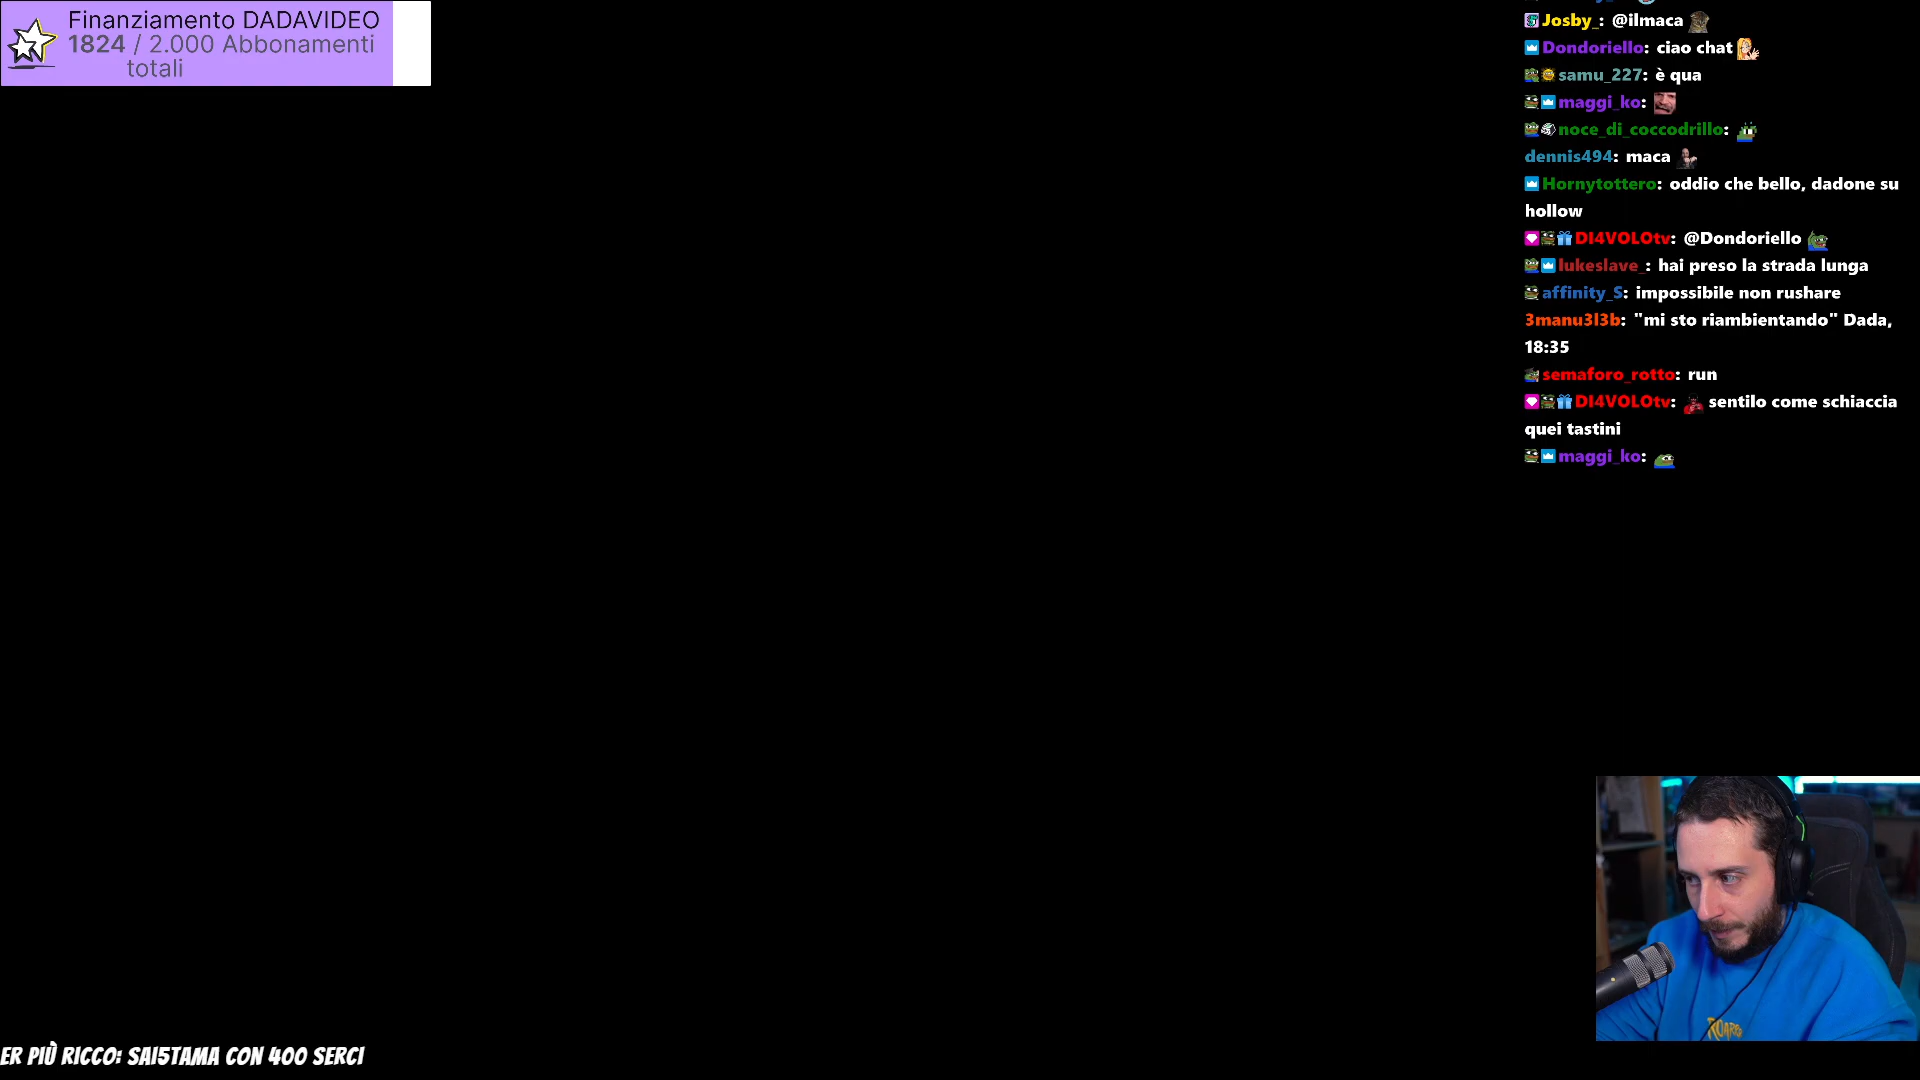 Finanziamento DADAVIDEO
1824 / 2.000 Abbonamenti
totali
Josby_: @ilmaca
Dondoriello: ciao chat
samu_227: è qua
maggi_ko:
noce_di_coccodrillo:
dennis494: maca
Hornytottero: oddio che bello, dadone su
hollow
DI4VOLOtv: @Dondoriello
lukeslave_: hai preso la strada lunga
affinity_S: impossibile non rushare
3manu3l3b: "mi sto riambientando" Dada,
18:35
semaforo_rotto: run
DI4VOLOtv: sentilo come schiaccia
quei tastini
maggi_ko:
ER PIÙ RICCO: SAI5TAMA CON 400 SERCI